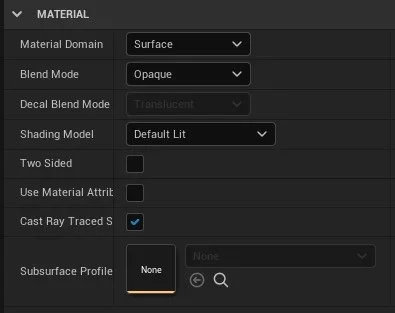 MATERIAL
Material Domain Surface
Blend Mode Opaque
Decal Blend Mode Translucent
Shading Model Default Lit
Two Sided
Use Material Attrib
Cast Ray Traced S
Subsurface Profile None None